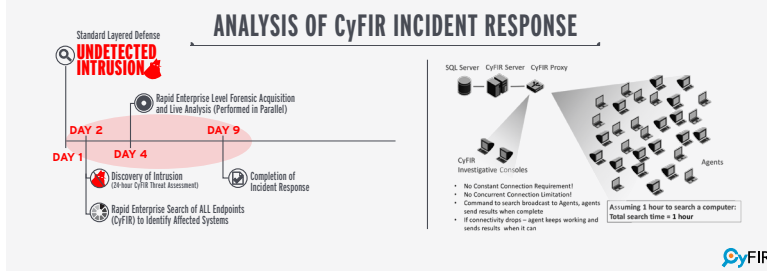 ANALYSIS OF CyFIR INCIDENT RESPONSE
Standard Layered Defense
UNDETECTED
INTRUSION
Rapid Enterprise Level Forensic Acquisition
and Live Analysis (Performed in Parallel)
DAY 2
DAY 9
DAY 1
DAY 4
Discovery of Intrusion
(24-hour CyFIR Threat Assessment)
Completion of
Incident Response
Rapid Enterprise Search of ALL Endpoints
(CyFIR) to Identify Affected Systems
SQL Server CyFIR Server CyFIR Proxy
CyFIR
Investigative Consoles
Agents
• No Constant Connection Requirement!
• No Concurrent Connection Limitation!
• Command to search broadcast to Agents, agents
send results when complete
• If connectivity drops – agent keeps working and
sends results when it can
Assuming 1 hour to search a computer:
Total search time = 1 hour
CyFIR